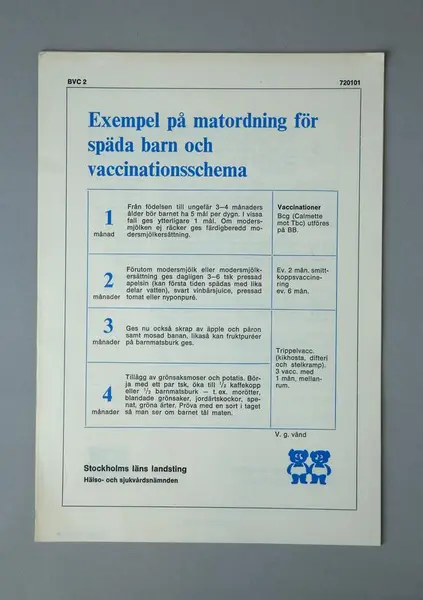 BVC 2
720101
Exempel på matordning för
späda barn och
vaccinationsschema
1
månad
Från födelsen till ungefär 3–4 månaders
ålder bör barnet ha 5 mål per dygn. I vissa
fall ges ytterligare 1 mål. Om moders-
mjölken ej räcker ges färdigberedd mo-
dersmjölkersättning.
Vaccinationer
Bcg (Calmette
mot Tbc) utföres
på BB.
2
månader
Förutom modersmjölk eller modersmjölk-
ersättning ges dagligen 3–6 tsk pressad
apelsin (kan första tiden spädas med lika
delar vatten), svart vinbärsjuice, pressad
tomat eller nyponpuré.
Ev. 2 mån. smitt-
koppsvaccine-
ring
ev. 6 mån.
3
månader
Ges nu också skrap av äpple och päron
samt mosad banan, likaså kan fruktpuréer
på barnmatsburk ges.
Trippelvacc.
(kikhosta, difteri
och stelkramp).
3 vacc. med
1 mån. mellan-
rum.
4
månader
Tillägg av grönsaksmoser och potatis. Bör-
ja med ett par tsk, öka till 1/2 kaffekopp
eller 1/2 barnmatsburk — t.ex. morötter,
blandade grönsaker, jordärtskockor, spe-
nat, gröna ärter. Pröva med en sort i taget
så man ser om barnet tål maten.
V. g. vänd
Stockholms läns landsting
Hälso- och sjukvårdsnämnden